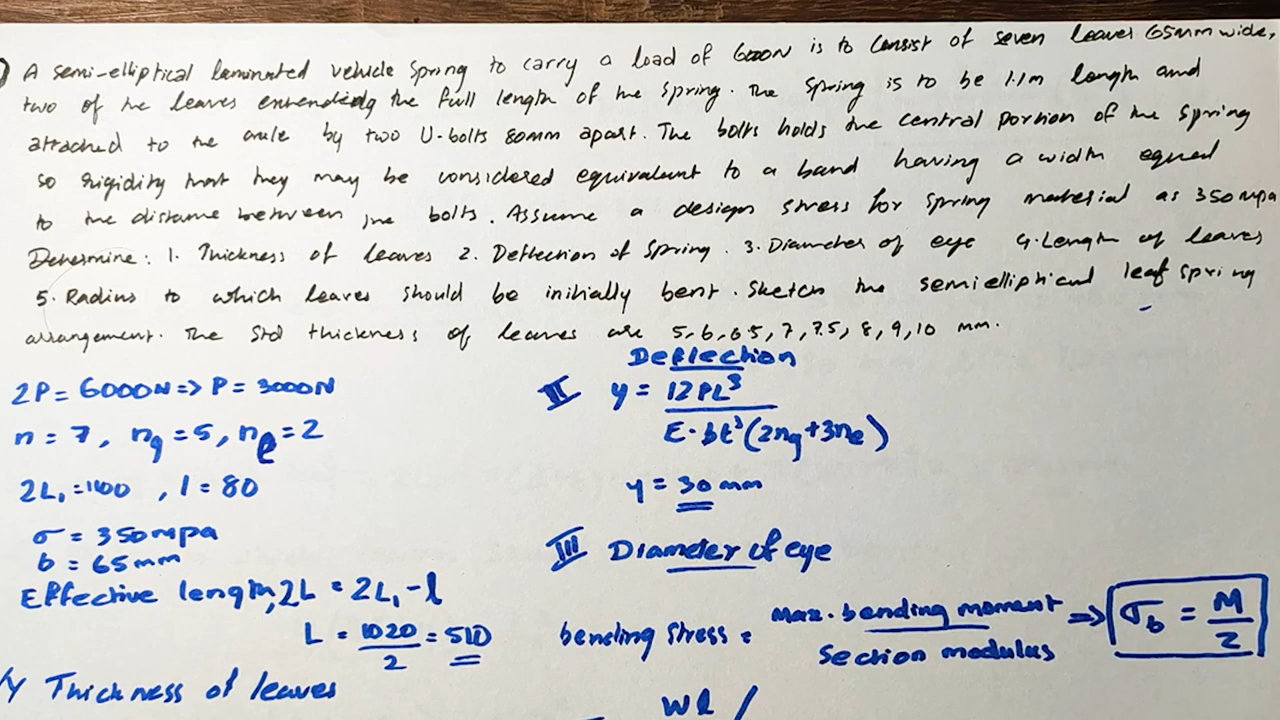 A semi-elliptical laminated vehicle spring to carry a load of 6000N is to consist of seven leaves 65mm wide,
two of the leaves extending the full length of the spring. The spring is to be 1.1m length and
attached to the axle by two U-bolts 80mm apart. The bolts holds the central portion of the spring
so rigidity that they may be considered equivalent to a band having a width equal
to the distance between the bolts. Assume a design stress for spring material as 350 mpa
Determine: 1. Thickness of leaves 2. Deflection of spring. 3. Diameter of eye 4. Length of leaves
5. Radius to which leaves should be initially bent. Sketch the semielliptical leaf spring
arrangement. The std thickness of leaves are 5, 6, 6.5, 7, 7.5, 8, 9, 10 mm.
2P = 6000N => P = 3000N
n = 7, ng = 5, ne = 2
2L1 = 1100, l = 80
σ = 350mpa
b = 65mm
Effective length, 2L = 2L1 - l
L = 1020/2 = 510
1/ Thickness of leaves
Deflection
II y = 12PL³ / E·bt³(2ng+3ne)
y = 30 mm
III Diameter of eye
bending stress = Max. bending moment / Section modulus => σb = M/Z
= Wl /